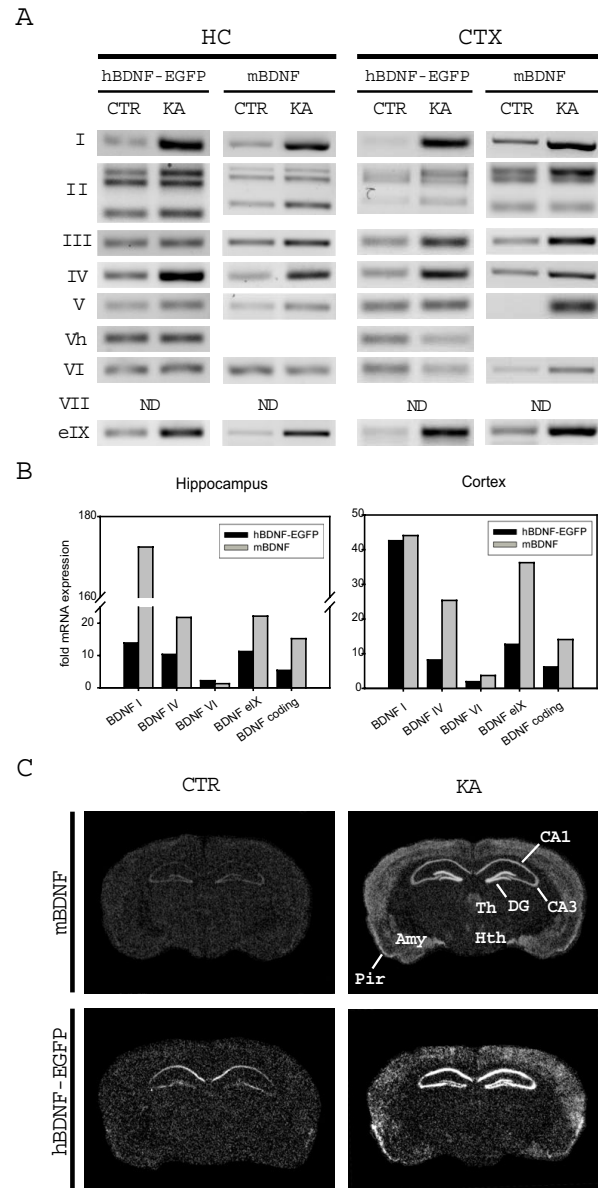 A
HC CTX
hBDNF-EGFP mBDNF hBDNF-EGFP mBDNF
CTR KA CTR KA CTR KA CTR KA
I
II
III
IV
V
Vh
VI
VII ND ND ND ND
eIX
B
Hippocampus
fold mRNA expression
180
160
20
10
0
hBDNF-EGFP
mBDNF
BDNF I
BDNF IV
BDNF VI
BDNF eIX
BDNF coding
Cortex
50
40
30
20
10
0
hBDNF-EGFP
mBDNF
BDNF I
BDNF IV
BDNF VI
BDNF eIX
BDNF coding
C
CTR KA
mBDNF
CA1
Th DG CA3
Amy Hth
Pir
hBDNF-EGFP